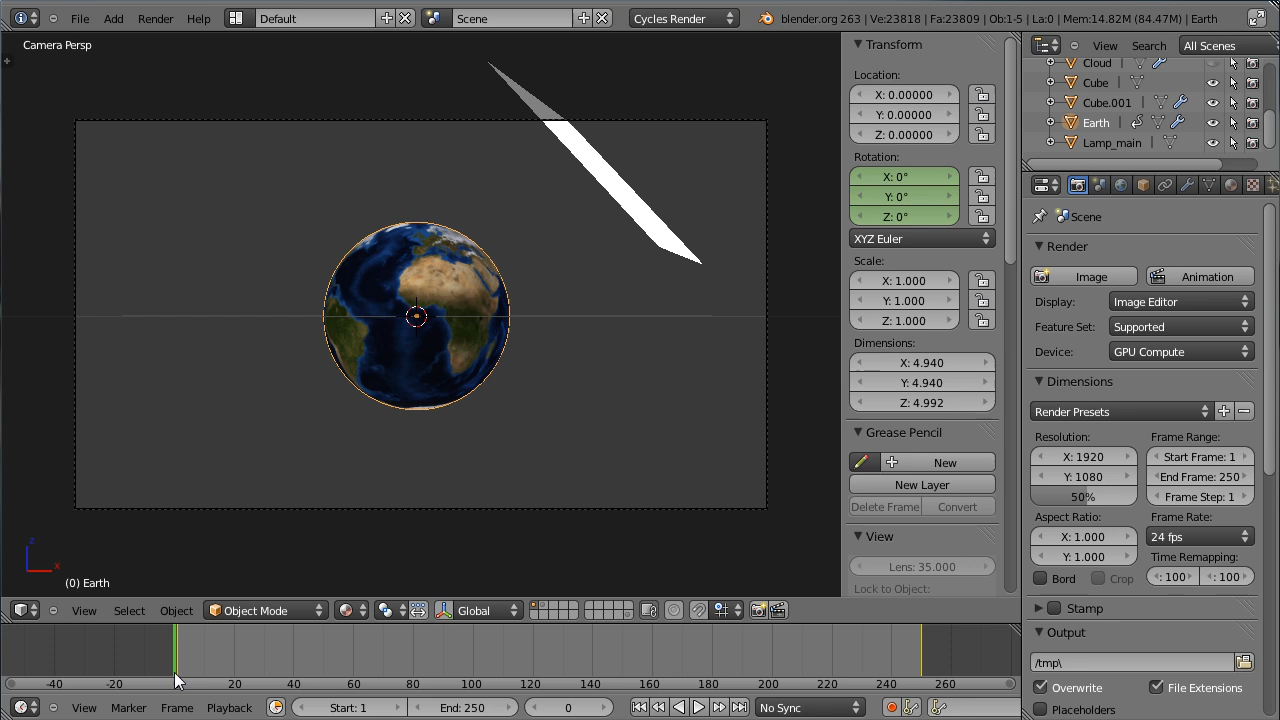 File Add Render Help Default Scene Cycles Render blender.org 263 | Ve:23818 | Fa:23809 | Ob:1-5 | La:0 | Mem:14.82M (84.47M) | Earth
Camera Persp
Transform
Location:
X: 0.00000
Y: 0.00000
Z: 0.00000
Rotation:
X: 0°
Y: 0°
Z: 0°
XYZ Euler
Scale:
X: 1.000
Y: 1.000
Z: 1.000
Dimensions:
X: 4.940
Y: 4.940
Z: 4.992
Grease Pencil
New
New Layer
Delete Frame Convert
View
Lens: 35.000
Lock to Object:
View Search All Scenes
Cloud
Cube
Cube.001
Earth
Lamp_main
Scene
Render
Image Animation
Display: Image Editor
Feature Set: Supported
Device: GPU Compute
Dimensions
Render Presets
Resolution: Frame Range:
X: 1920 Start Frame: 1
Y: 1080 End Frame: 250
50% Frame Step: 1
Aspect Ratio: Frame Rate:
X: 1.000 24 fps
Y: 1.000 Time Remapping:
Bord Crop : 100 : 100
Stamp
Output
/tmp\
Overwrite File Extensions
Placeholders
z
x
(0) Earth
View Select Object Object Mode Global
-40 -20 20 40 60 80 100 120 140 160 180 200 220 240 260
View Marker Frame Playback Start: 1 End: 250 0 No Sync